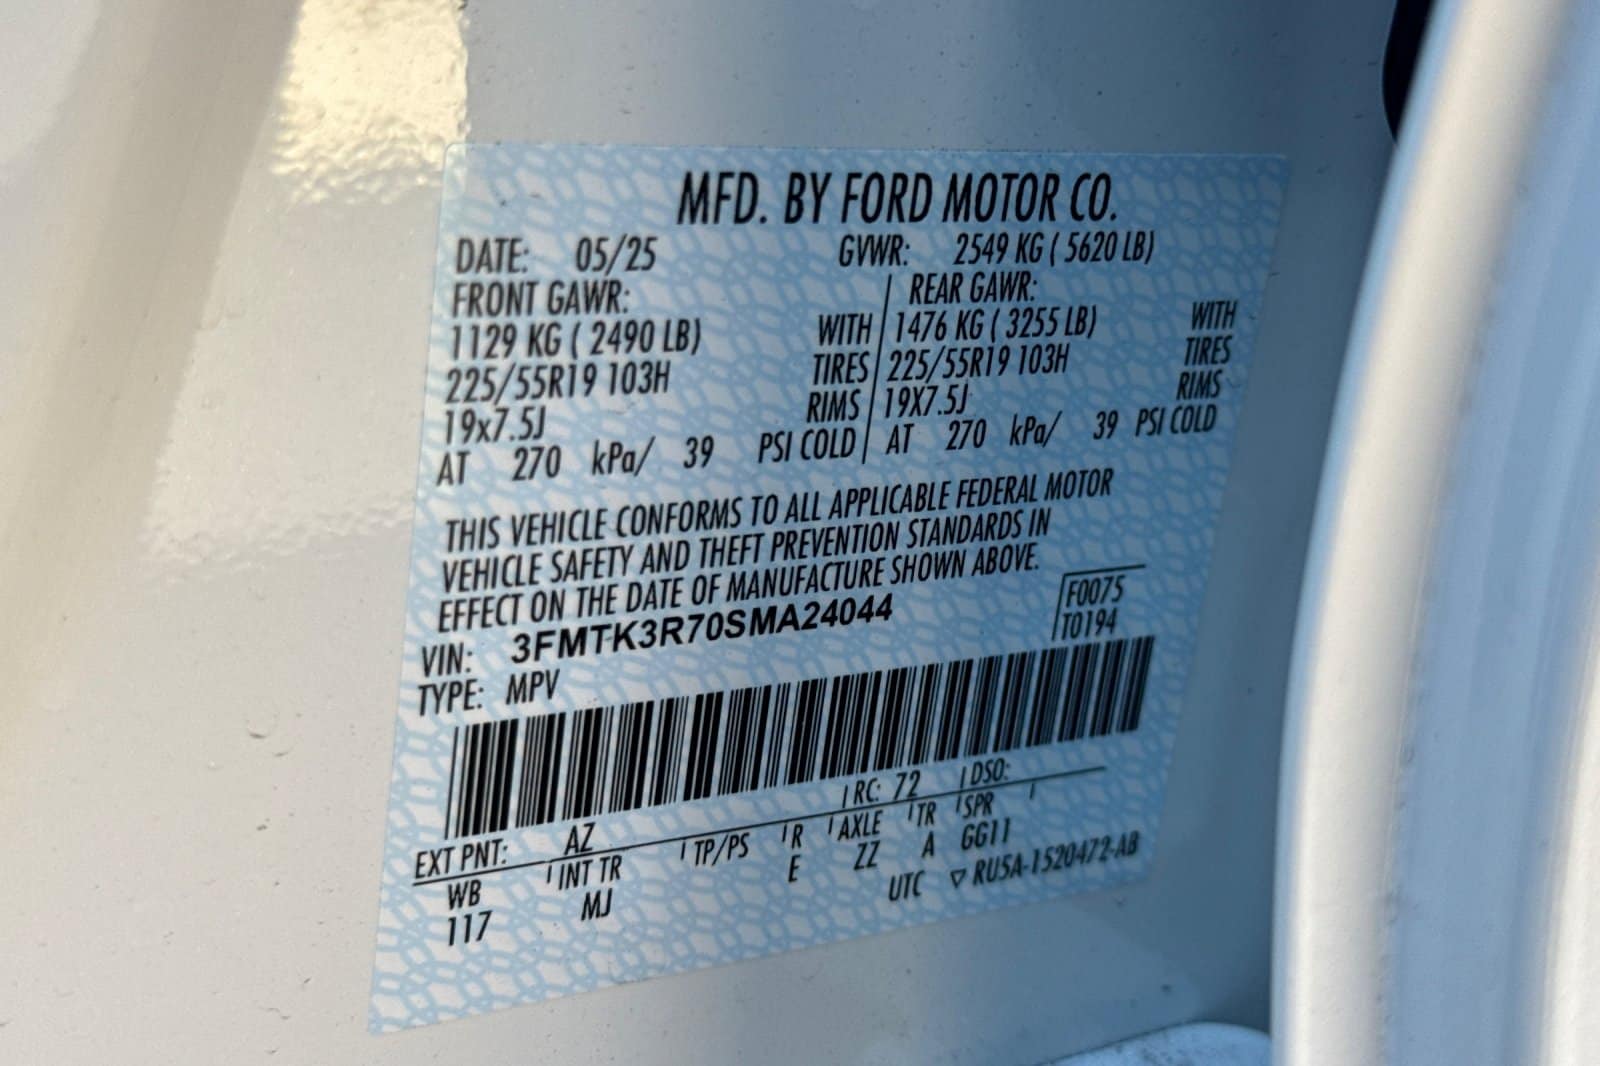 MFD. BY FORD MOTOR CO.
DATE: 05/25 GVWR: 2549 KG ( 5620 LB)
FRONT GAWR: REAR GAWR:
1129 KG ( 2490 LB) WITH 1476 KG ( 3255 LB) WITH
225/55R19 103H TIRES 225/55R19 103H TIRES
19x7.5J RIMS 19X7.5J RIMS
AT 270 kPa/ 39 PSI COLD AT 270 kPa/ 39 PSI COLD
THIS VEHICLE CONFORMS TO ALL APPLICABLE FEDERAL MOTOR
VEHICLE SAFETY AND THEFT PREVENTION STANDARDS IN
EFFECT ON THE DATE OF MANUFACTURE SHOWN ABOVE.
VIN: 3FMTK3R70SMA24044 F0075
TYPE: MPV T0194
EXT PNT: AZ RC: 72 DSO:
WB INT TR TP/PS R AXLE TR SPR
117 MJ E ZZ A GG11
UTC ▽ RU5A-1520472-AB